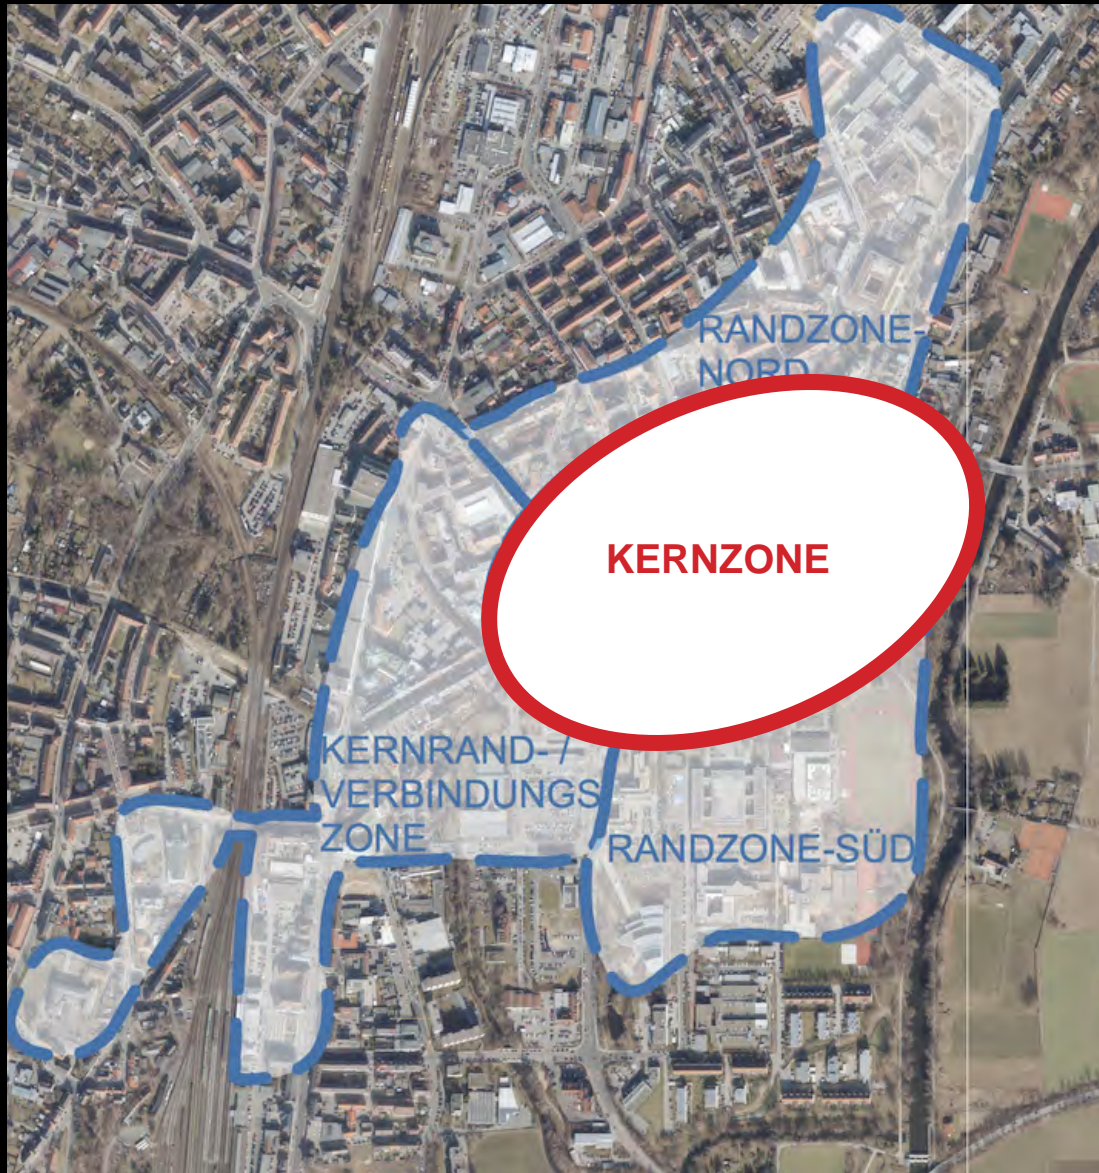 RANDZONE-
NORD
KERNZONE
KERNRAND- /
VERBINDUNGS
ZONE
RANDZONE-SÜD